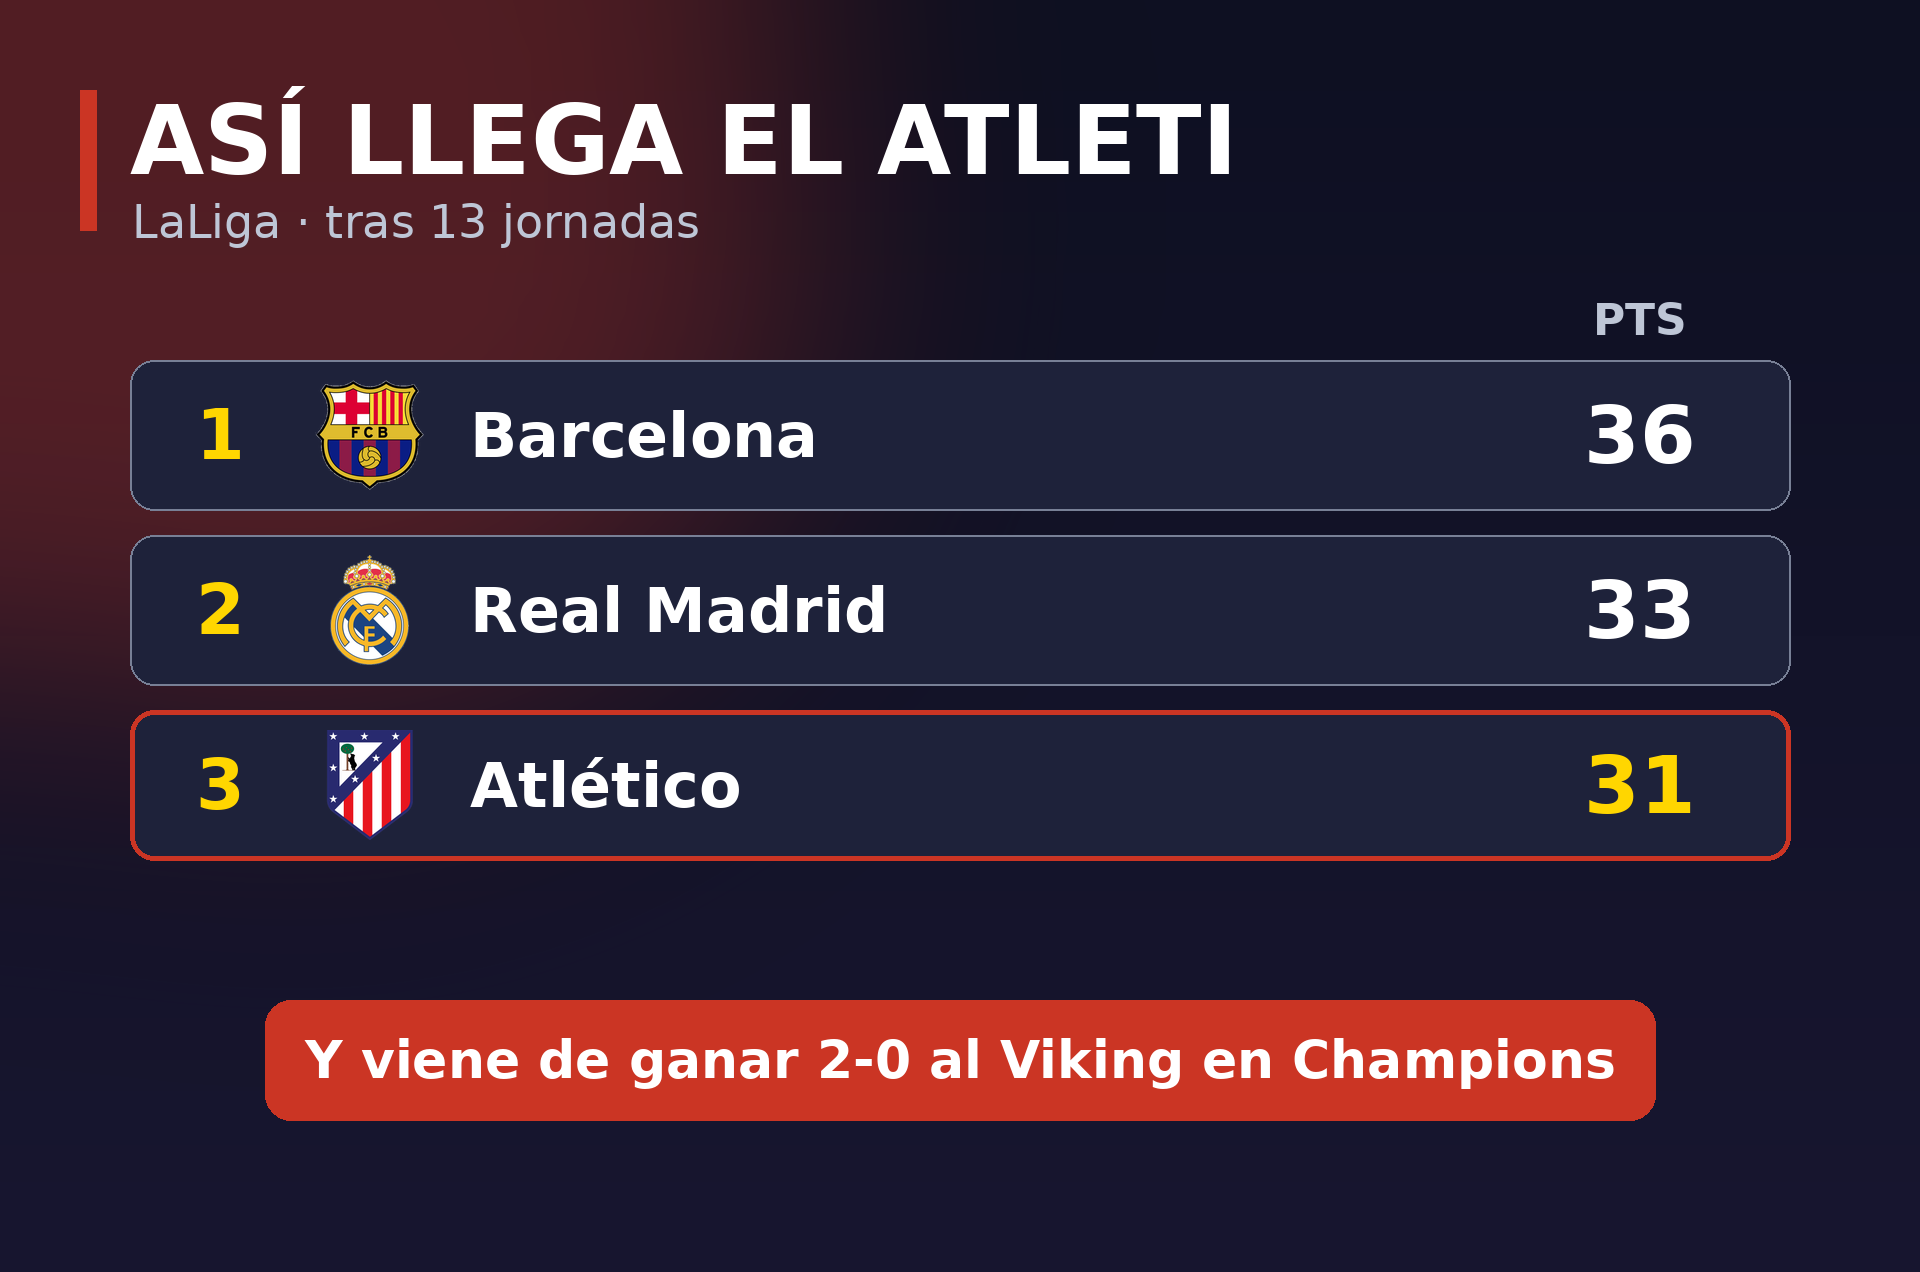 ASÍ LLEGA EL ATLETI
LaLiga · tras 13 jornadas
PTS
1 FCB Barcelona 36
2 Real Madrid 33
3 Atlético 31
Y viene de ganar 2-0 al Viking en Champions